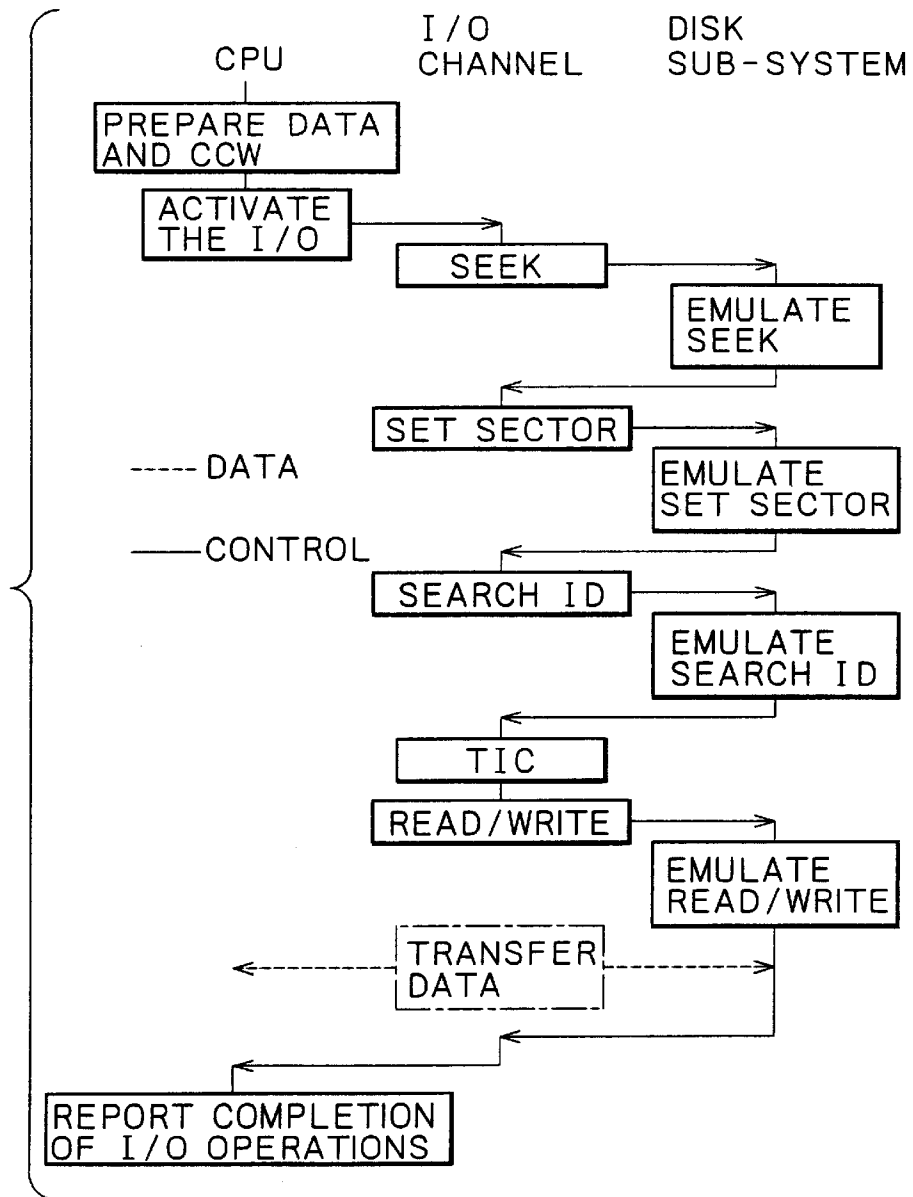 CPU
I/O
CHANNEL
DISK
SUB-SYSTEM
PREPARE DATA
AND CCW
ACTIVATE
THE I/O
SEEK
EMULATE
SEEK
SET SECTOR
EMULATE
SET SECTOR
DATA
CONTROL
SEARCH ID
EMULATE
SEARCH ID
TIC
READ/WRITE
EMULATE
READ/WRITE
TRANSFER
DATA
REPORT COMPLETION
OF I/O OPERATIONS